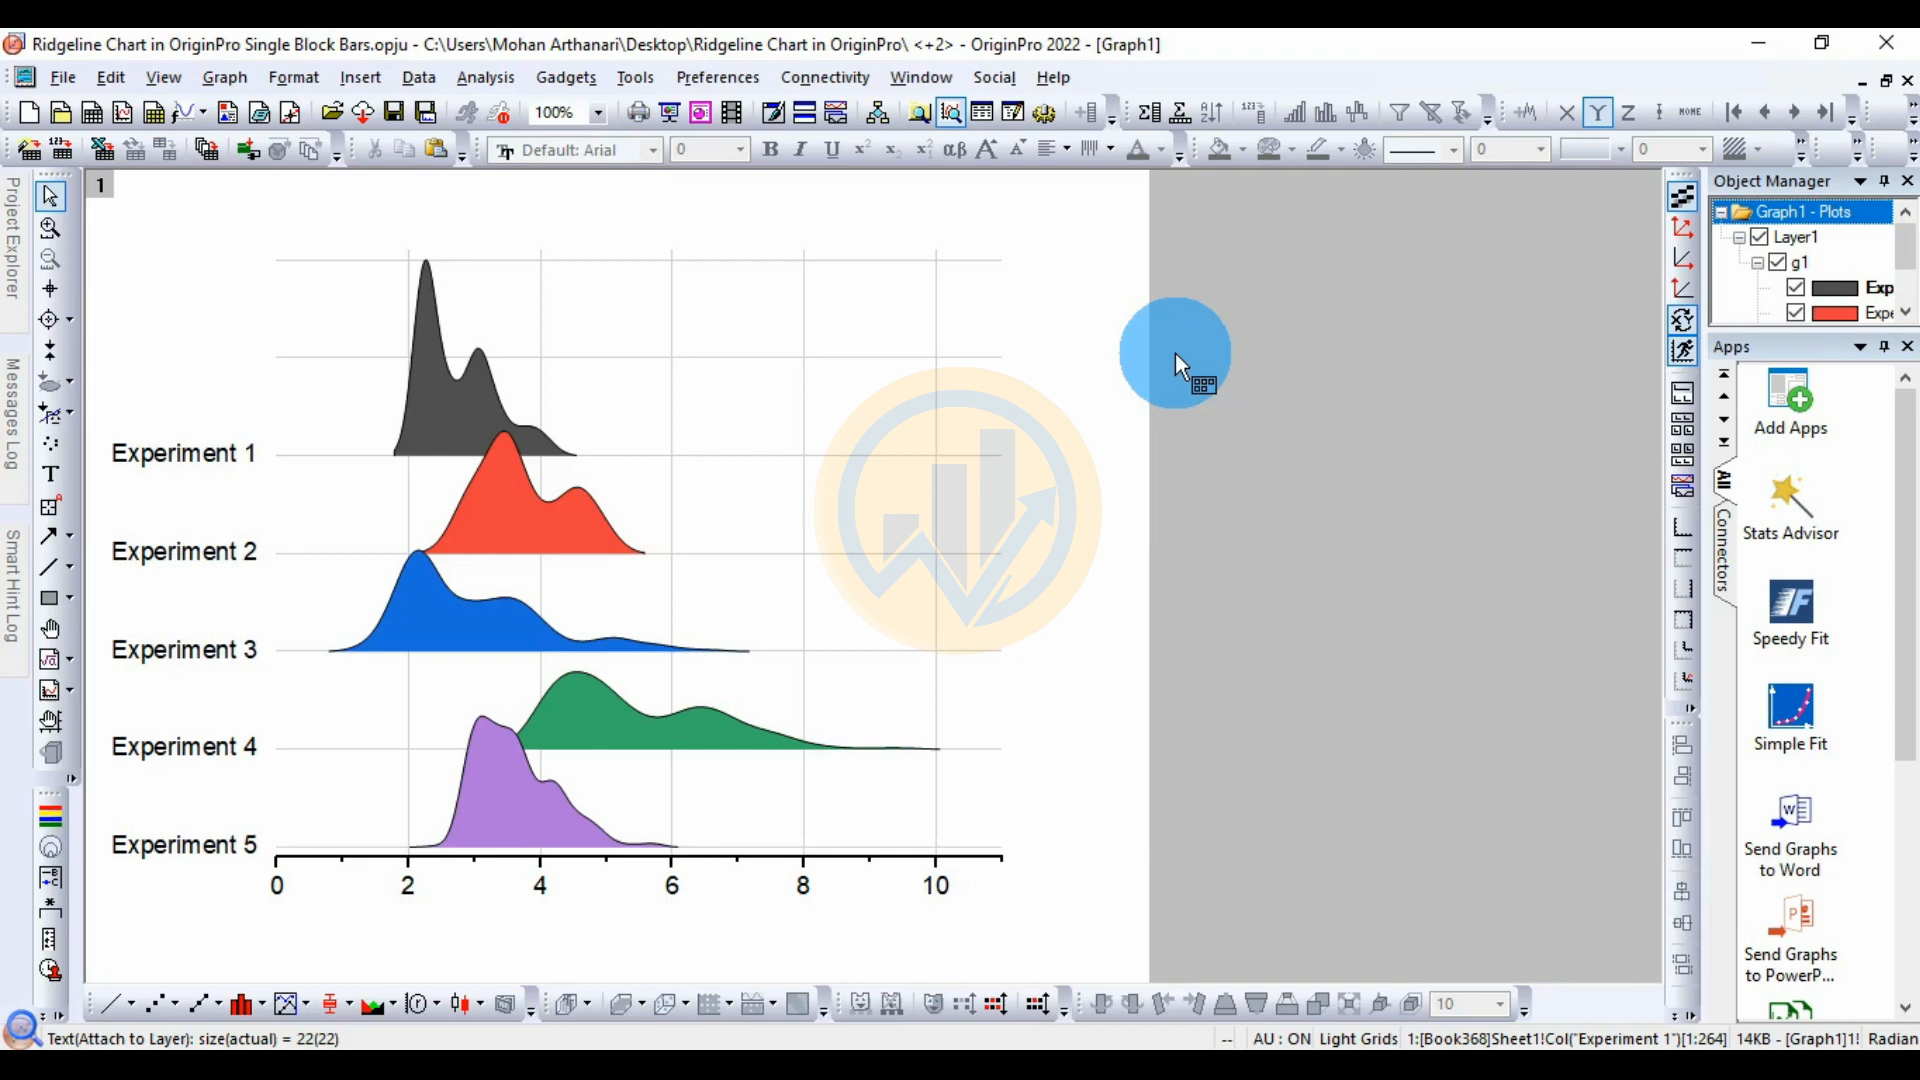 Ridgeline Chart in OriginPro Single Block Bars.opju - C:\Users\Mohan Arthanari\Desktop\Ridgeline Chart in OriginPro\ <+2> - OriginPro 2022 - [Graph1]
File Edit View Graph Format Insert Data Analysis Gadgets Tools Preferences Connectivity Window Social Help
100%
X Y Z HOME
Default: Arial 0 B I U x² x₂ αβ A A A 0 0
Project Explorer
Messages Log
Smart Hint Log
1
Experiment 1
Experiment 2
Experiment 3
Experiment 4
Experiment 5
0 2 4 6 8 10
Object Manager
Graph1 - Plots
Layer1
g1
Exp
Expe
Apps
All
Connectors
Add Apps
Stats Advisor
Speedy Fit
Simple Fit
Send Graphs
to Word
Send Graphs
to PowerP...
10
Text(Attach to Layer): size(actual) = 22(22)
-- AU : ON Light Grids 1:[Book368]Sheet1!Col("Experiment 1")[1:264] 14KB - [Graph1]1! Radian